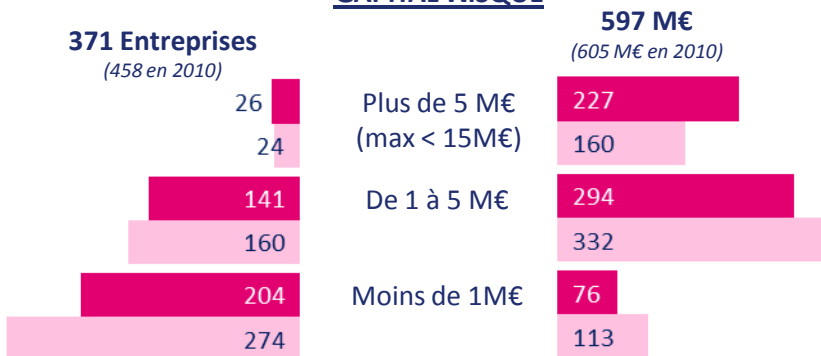 371 Entreprises
(458 en 2010)
597 M€
(605 M€ en 2010)
26
Plus de 5 M€
227
24
(max < 15M€)
160
141
De 1 à 5 M€
294
160
332
204
Moins de 1M€
76
274
113